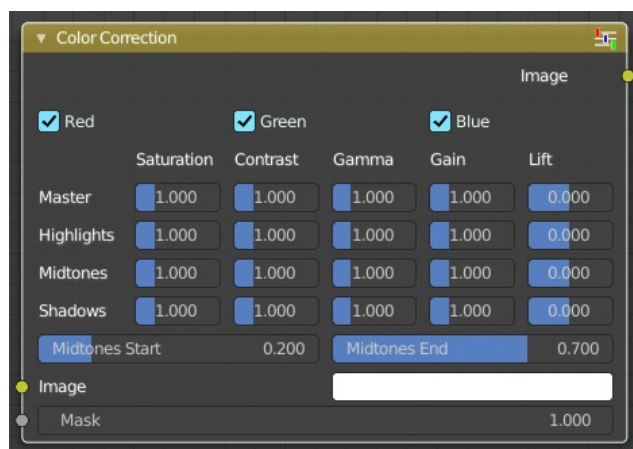 Color Correction
Image
Red Green Blue
Saturation Contrast Gamma Gain Lift
Master 1.000 1.000 1.000 1.000 0.000
Highlights 1.000 1.000 1.000 1.000 0.000
Midtones 1.000 1.000 1.000 1.000 0.000
Shadows 1.000 1.000 1.000 1.000 0.000
Midtones Start 0.200 Midtones End 0.700
Image
Mask 1.000